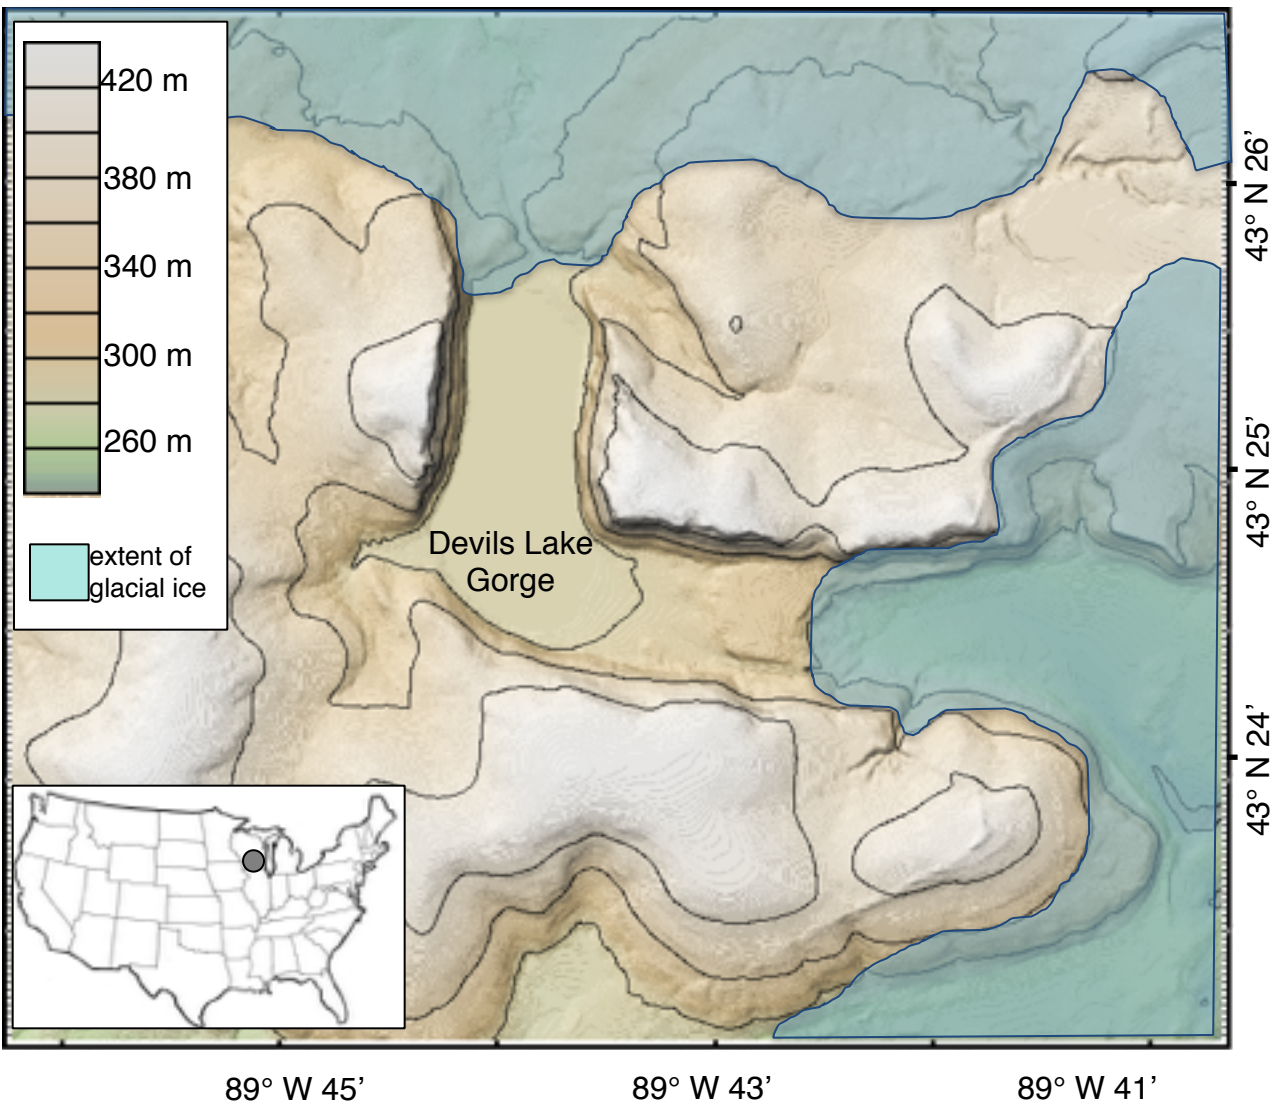 420 m
380 m
340 m
300 m
260 m
extent of
glacial ice
Devils Lake
Gorge
43° N 26’
43° N 25’
43° N 24’
89° W 45’
89° W 43’
89° W 41’